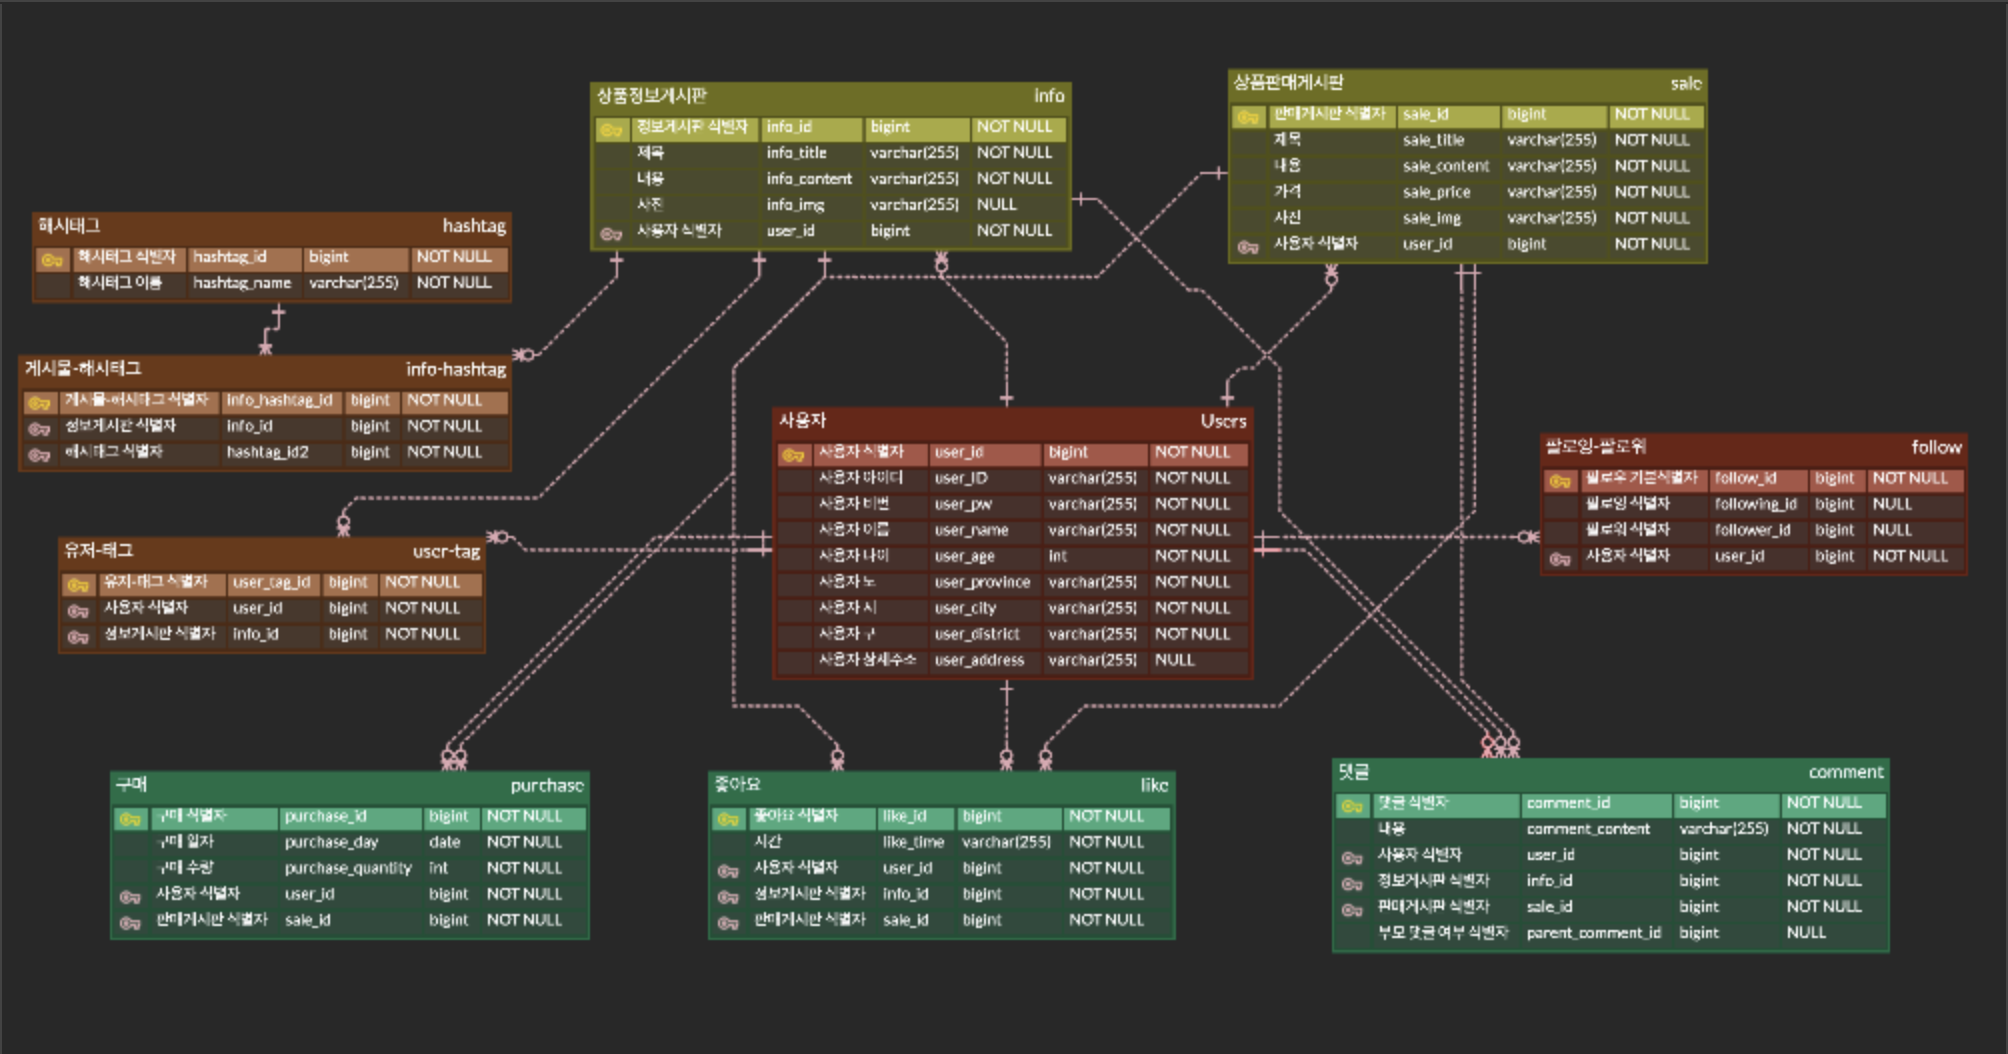 상품정보게시판 info
정보게시판 식별자 info_id bigint NOT NULL
제목 info_title varchar(255) NOT NULL
내용 info_content varchar(255) NOT NULL
사진 info_img varchar(255) NULL
사용자 식별자 user_id bigint NOT NULL
상품판매게시판 sale
판매게시판 식별자 sale_id bigint NOT NULL
제목 sale_title varchar(255) NOT NULL
내용 sale_content varchar(255) NOT NULL
가격 sale_price varchar(255) NOT NULL
사진 sale_img varchar(255) NOT NULL
사용자 식별자 user_id bigint NOT NULL
해시태그 hashtag
해시태그 식별자 hashtag_id bigint NOT NULL
해시태그 이름 hashtag_name varchar(255) NOT NULL
게시물-해시태그 info-hashtag
게시물-해시태그 식별자 info_hashtag_id bigint NOT NULL
정보게시판 식별자 info_id bigint NOT NULL
해시태그 식별자 hashtag_id2 bigint NOT NULL
유저-태그 user-tag
유저-태그 식별자 user_tag_id bigint NOT NULL
사용자 식별자 user_id bigint NOT NULL
정보게시판 식별자 info_id bigint NOT NULL
사용자 Users
사용자 식별자 user_id bigint NOT NULL
사용자 아이디 user_ID varchar(255) NOT NULL
사용자 비번 user_pw varchar(255) NOT NULL
사용자 이름 user_name varchar(255) NOT NULL
사용자 나이 user_age int NOT NULL
사용자 도 user_province varchar(255) NOT NULL
사용자 시 user_city varchar(255) NOT NULL
사용자 구 user_district varchar(255) NOT NULL
사용자 상세주소 user_address varchar(255) NULL
팔로잉-팔로워 follow
팔로우 기본식별자 follow_id bigint NOT NULL
팔로잉 식별자 following_id bigint NULL
팔로워 식별자 follower_id bigint NULL
사용자 식별자 user_id bigint NOT NULL
구매 purchase
구매 식별자 purchase_id bigint NOT NULL
구매 일자 purchase_day date NOT NULL
구매 수량 purchase_quantity int NOT NULL
사용자 식별자 user_id bigint NOT NULL
판매게시판 식별자 sale_id bigint NOT NULL
좋아요 like
좋아요 식별자 like_id bigint NOT NULL
시간 like_time varchar(255) NOT NULL
사용자 식별자 user_id bigint NOT NULL
정보게시판 식별자 info_id bigint NOT NULL
판매게시판 식별자 sale_id bigint NOT NULL
댓글 comment
댓글 식별자 comment_id bigint NOT NULL
내용 comment_content varchar(255) NOT NULL
사용자 식별자 user_id bigint NOT NULL
정보게시판 식별자 info_id bigint NOT NULL
판매게시판 식별자 sale_id bigint NOT NULL
부모 댓글 여부 식별자 parent_comment_id bigint NULL